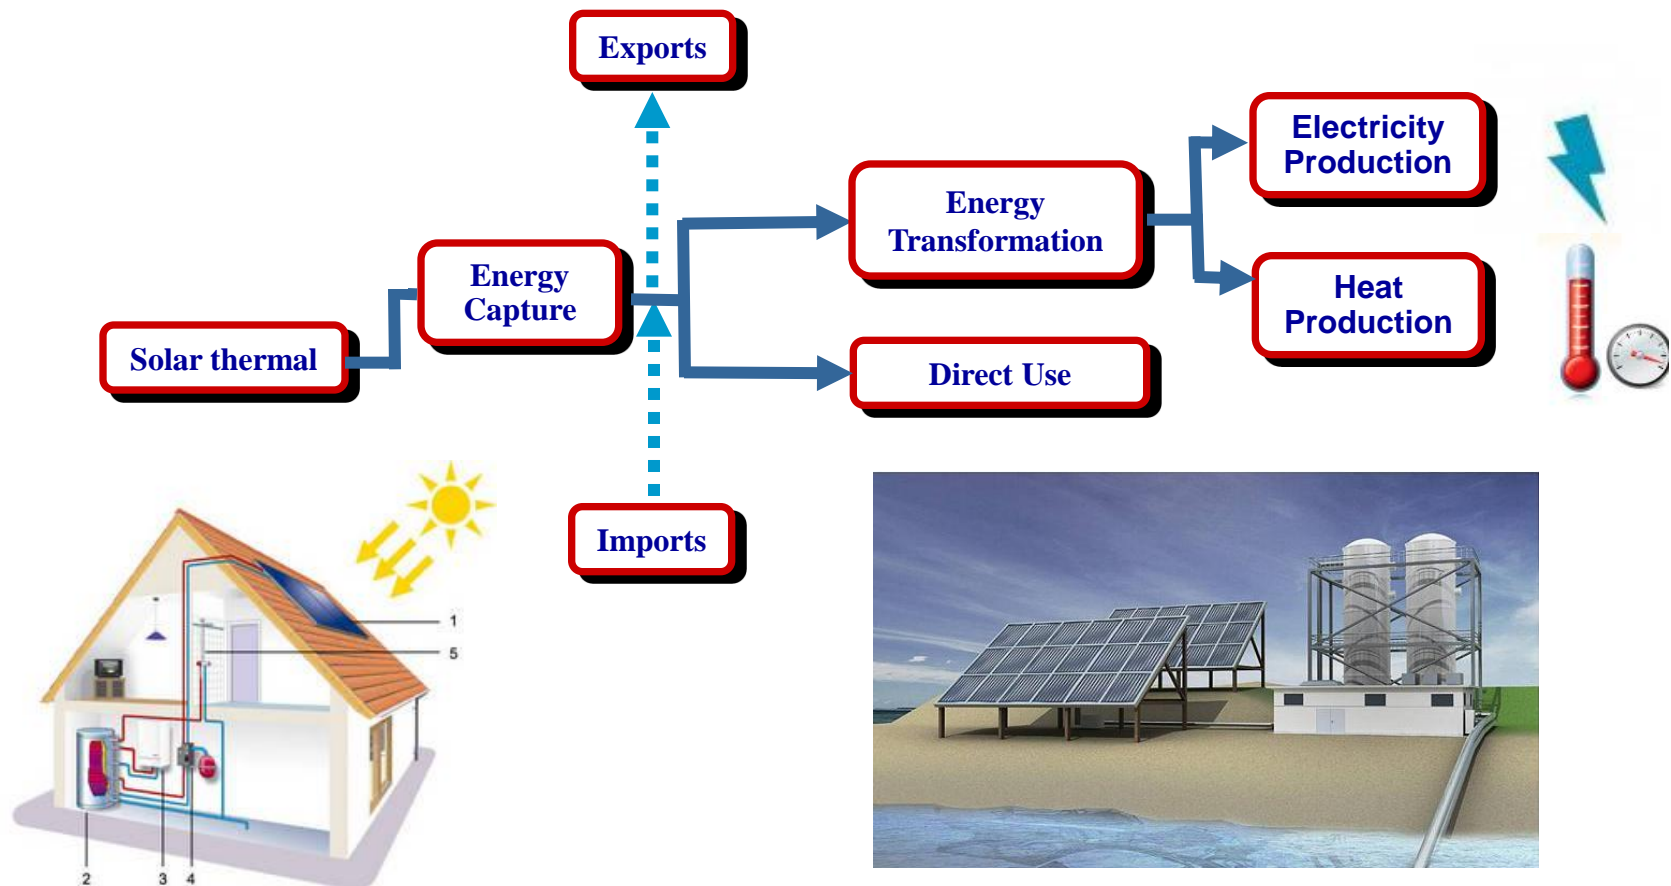 Exports
Electricity
Production
Energy
Transformation
Energy
Capture
Heat
Production
Solar thermal
Direct Use
Imports
1
5
2
3
4